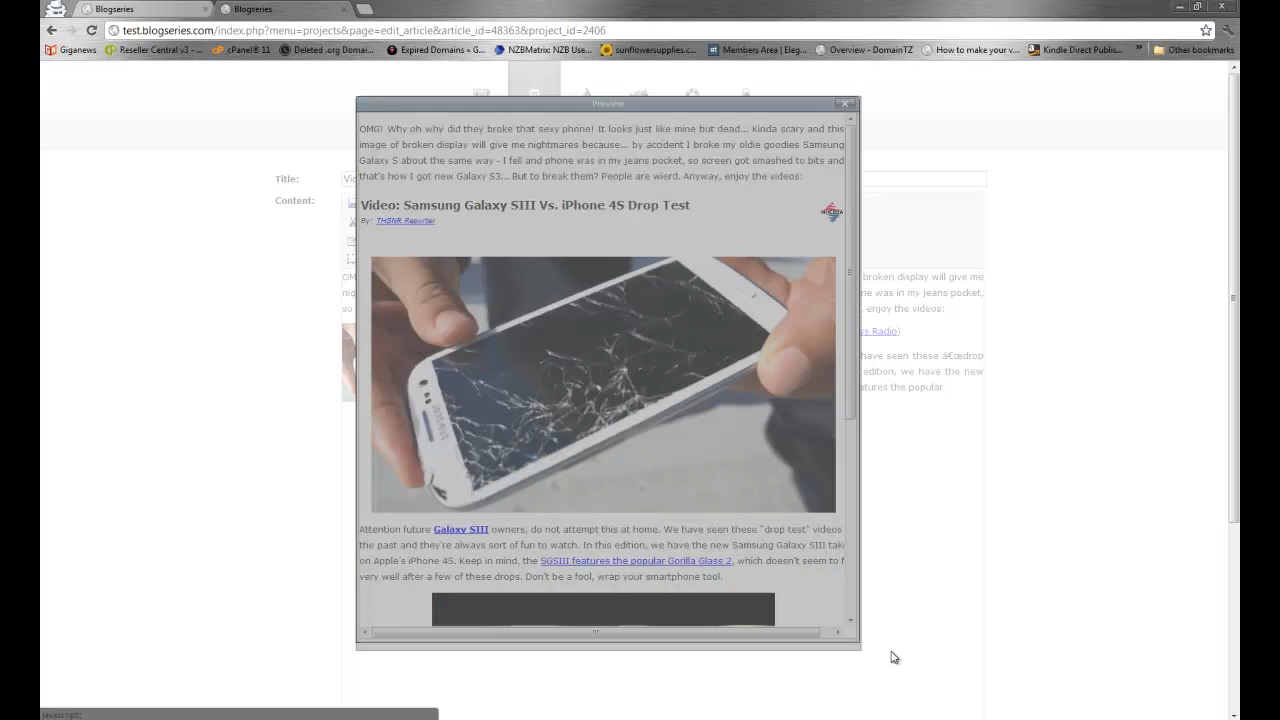 Blogseries
Blogseries
test.blogseries.com/index.php?menu=projects&page=edit_article&article_id=48363&project_id=2406
Giganews
Reseller Central v3 - ...
cPanel® 11
Deleted .org Domai...
Expired Domains » G...
NZBMatrix: NZB Use...
sunflowersupplies.c...
Members Area | Eleg...
Overview - DomainTZ
How to make your v...
Kindle Direct Publis...
»
Other bookmarks
Preview
OMG! Why oh why did they broke that sexy phone! It looks just like mine but dead... Kinda scary and this
image of broken display will give me nightmares because... by accident I broke my oldie goodies Samsung
Galaxy S about the same way - I fell and phone was in my jeans pocket, so screen got smashed to bits and
that's how I got new Galaxy S3... But to break them? People are wierd. Anyway, enjoy the videos:
Title:
Vid
Content:
Video: Samsung Galaxy SIII Vs. iPhone 4S Drop Test
By: THSNR Reporter
OM
broken display will give me
nig
ne was in my jeans pocket,
so
, enjoy the videos:
vs Radio)
have seen these â€œdrop
edition, we have the new
atures the popular
Attention future Galaxy SIII owners, do not attempt this at home. We have seen these "drop test" videos
the past and they're always sort of fun to watch. In this edition, we have the new Samsung Galaxy SIII tak
on Apple's iPhone 4S. Keep in mind, the SGSIII features the popular Gorilla Glass 2, which doesn't seem to f
very well after a few of these drops. Don't be a fool, wrap your smartphone tool.
javascript:;